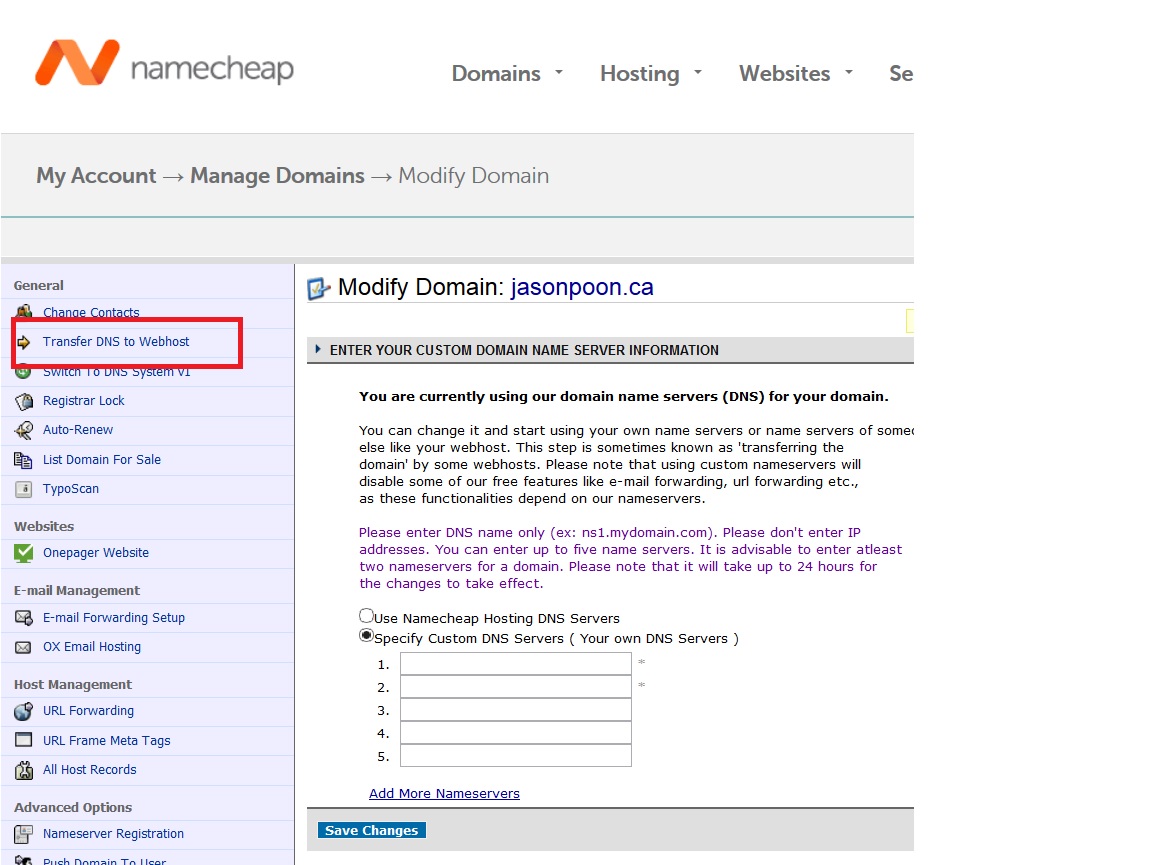 namecheap
Domains
Hosting
Websites
Se
My Account → Manage Domains → Modify Domain
General
Change Contacts
Transfer DNS to Webhost
Switch To DNS System v1
Registrar Lock
Auto-Renew
List Domain For Sale
TypoScan
Websites
Onepager Website
E-mail Management
E-mail Forwarding Setup
OX Email Hosting
Host Management
URL Forwarding
URL Frame Meta Tags
All Host Records
Advanced Options
Nameserver Registration
Push Domain To User
Modify Domain: jasonpoon.ca
ENTER YOUR CUSTOM DOMAIN NAME SERVER INFORMATION
You are currently using our domain name servers (DNS) for your domain.
You can change it and start using your own name servers or name servers of someo
else like your webhost. This step is sometimes known as 'transferring the
domain' by some webhosts. Please note that using custom nameservers will
disable some of our free features like e-mail forwarding, url forwarding etc.,
as these functionalities depend on our nameservers.
Please enter DNS name only (ex: ns1.mydomain.com). Please don't enter IP
addresses. You can enter up to five name servers. It is advisable to enter atleast
two nameservers for a domain. Please note that it will take up to 24 hours for
the changes to take effect.
Use Namecheap Hosting DNS Servers
Specify Custom DNS Servers ( Your own DNS Servers )
1. *
2. *
3.
4.
5.
Add More Nameservers
Save Changes